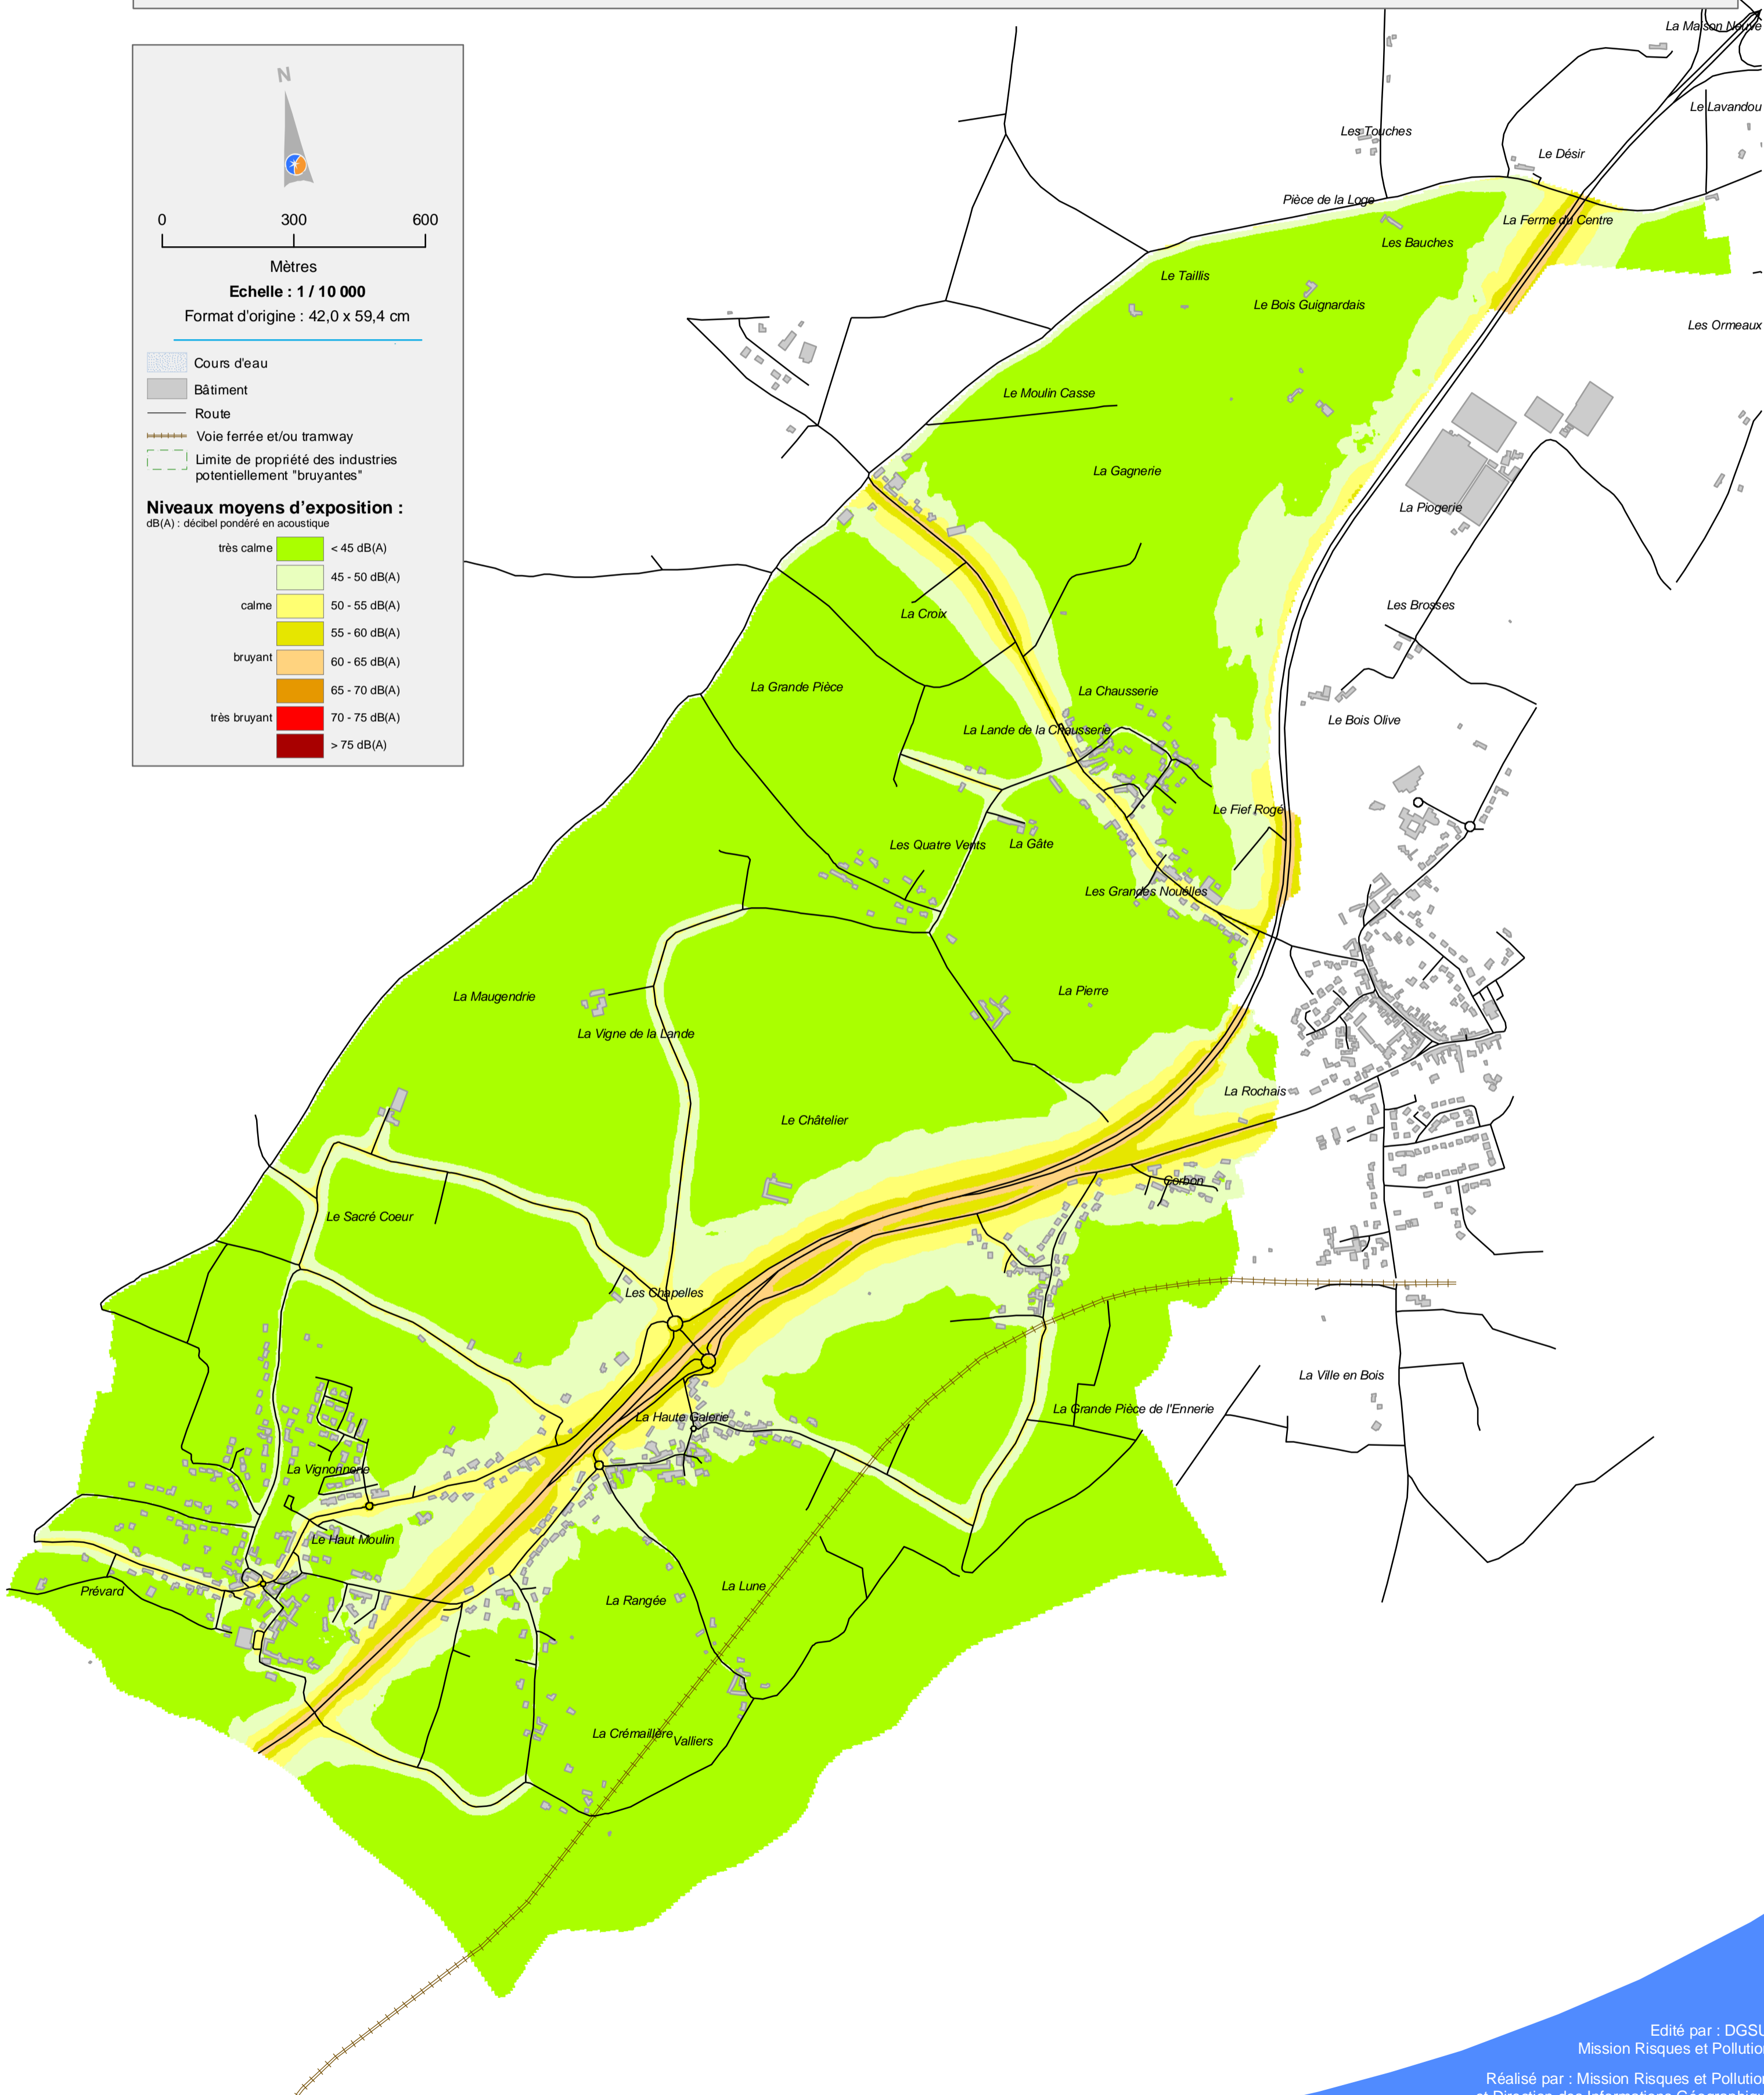 N
0 300 600
Mètres
Echelle : 1 / 10 000
Format d'origine : 42,0 x 59,4 cm
Cours d'eau
Bâtiment
Route
Voie ferrée et/ou tramway
Limite de propriété des industries
potentiellement "bruyantes"
Niveaux moyens d'exposition :
dB(A) : décibel pondéré en acoustique
très calme < 45 dB(A)
45 - 50 dB(A)
calme 50 - 55 dB(A)
55 - 60 dB(A)
bruyant 60 - 65 dB(A)
65 - 70 dB(A)
très bruyant 70 - 75 dB(A)
> 75 dB(A)
La Maison Neuve
Le Lavandou
Les Touches
Le Désir
Pièce de la Loge
La Ferme du Centre
Les Bauches
Le Taillis
Le Bois Guignardais
Les Ormeaux
Le Moulin Casse
La Gagnerie
La Piogerie
La Croix
Les Brosses
La Grande Pièce
La Chausserie
Le Bois Olive
La Lande de la Chausserie
Le Fief Rogé
Les Quatre Vents
La Gâte
Les Grandes Nouëlles
La Maugendrie
La Pierre
La Vigne de la Lande
La Rochais
Le Châtelier
Corbon
Le Sacré Coeur
Les Chapelles
La Ville en Bois
La Grande Pièce de l'Ennerie
La Haute Galerie
La Vignonnerie
Le Haut Moulin
Prévard
La Lune
La Rangée
La Crémaillère
Valliers
Edité par : DGSU
Mission Risques et Pollution
Réalisé par : Mission Risques et Pollution
et Direction des Informations Géographiqu